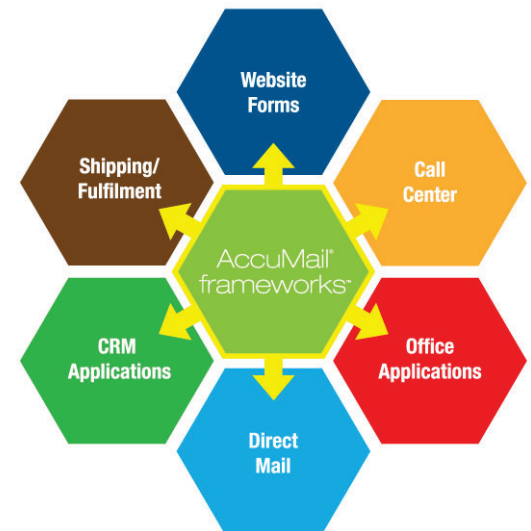 Website
Forms
Shipping/
Fulfilment
Call
Center
AccuMail®
frameworks™
CRM
Applications
Office
Applications
Direct
Mail